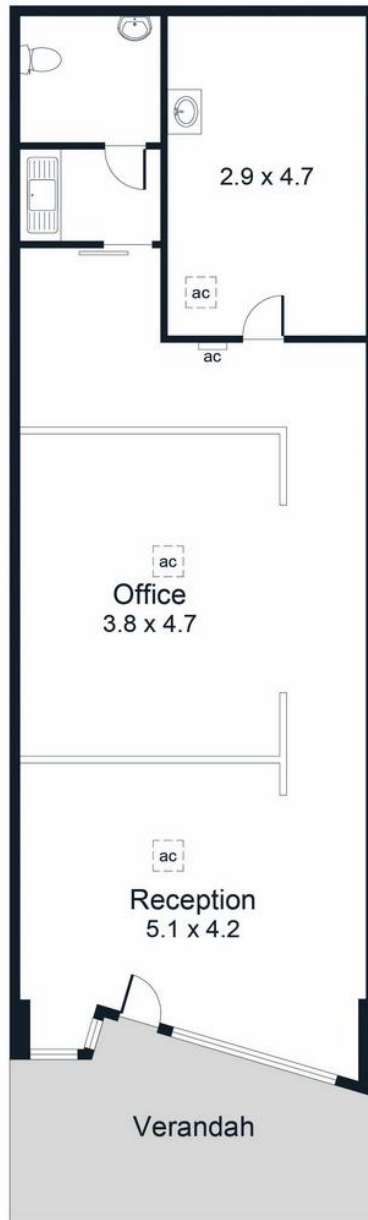 2.9 x 4.7
ac
ac
ac
Office
3.8 x 4.7
ac
Reception
5.1 x 4.2
Verandah